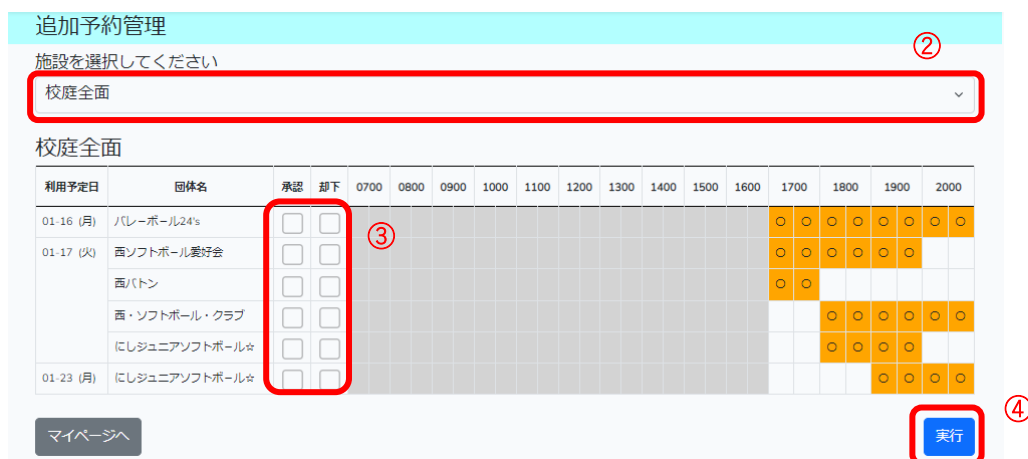 追加予約管理
②
施設を選択してください
校庭全面
校庭全面
利用予定日 団体名 承認 却下 0700 0800 0900 1000 1100 1200 1300 1400 1500 1600 1700 1800 1900 2000
01-16 (月) バレーボール24's ○ ○ ○ ○ ○ ○ ○ ○
③
01-17 (火) 西ソフトボール愛好会 ○ ○ ○ ○ ○ ○
西バトン ○ ○
西・ソフトボール・クラブ ○ ○ ○ ○ ○ ○
にしジュニアソフトボール☆ ○ ○ ○ ○
01-23 (月) にしジュニアソフトボール☆ ○ ○ ○ ○
④
マイページへ 実行